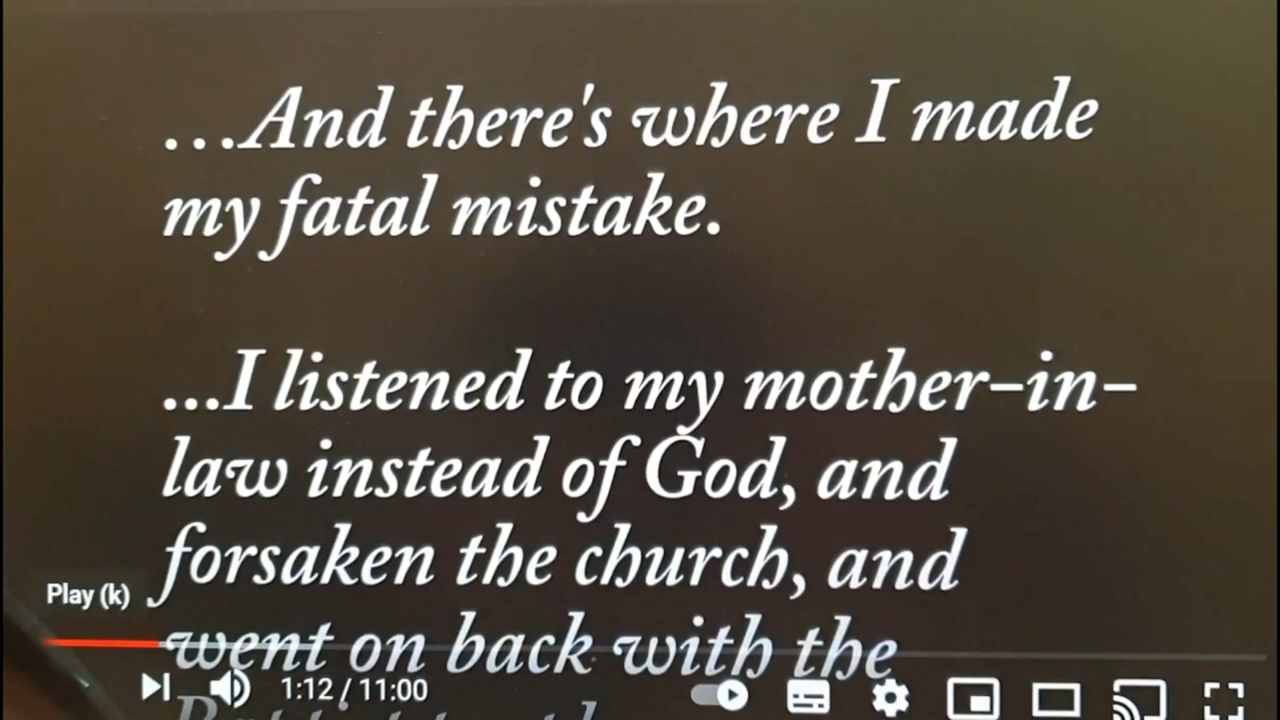 ...And there's where I made
my fatal mistake.
...I listened to my mother-in-
law instead of God, and
forsaken the church, and
Play (k)
went on back with the
1:12 / 11:00